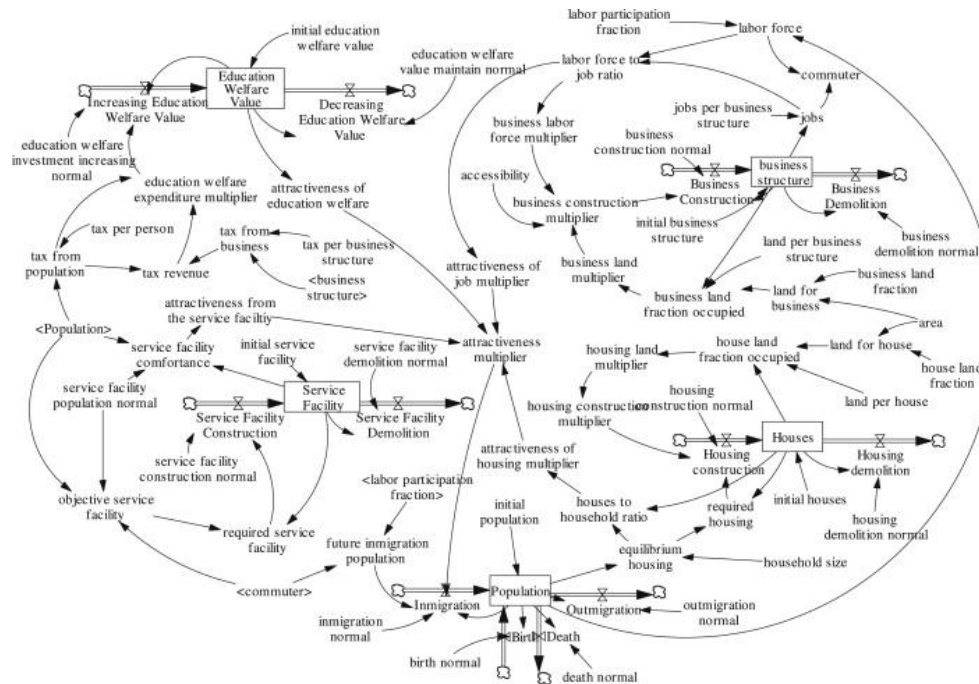 labor participation
fraction
labor force
initial education
welfare value
education welfare
value maintain normal
labor force to
job ratio
commuter
Education
Welfare
Value
Increasing Education
Welfare Value
Decreasing
Education Welfare
Value
jobs per business
structure
jobs
business labor
force multiplier
business
construction normal
education welfare
investment increasing
normal
business
structure
Business
Construction
Business
Demolition
accessibility
education welfare
expenditure multiplier
attractiveness of
education welfare
business construction
multiplier
initial business
structure
business
demolition normal
tax per person
tax from
business
tax per business
structure
land per business
structure
tax from
population
tax revenue
<business
structure>
attractiveness of
job multiplier
business land
multiplier
business land
fraction occupied
land for
business
business land
fraction
attractiveness from
the service faciltiy
<Population>
area
service facility
comfortance
initial service
facility
service facility
demolition normal
attractiveness
multiplier
housing land
multiplier
house land
fraction occupied
land for house
house land
fraction
service facility
population normal
Service
Facility
Service Facility
Construction
Service Facility
Demolition
housing construction
multiplier
housing
construction normal
land per house
service facility
construction normal
attractiveness of
housing multiplier
Houses
Housing
construction
Housing
demolition
<labor participation
fraction>
objective service
facility
initial
population
houses to
household ratio
required
housing
initial houses
housing
demolition normal
required service
facility
future inmigration
population
equilibrium
housing
household size
<commuter>
Population
Inmigration
Outmigration
outmigration
normal
inmigration
normal
Birth
Death
birth normal
death normal